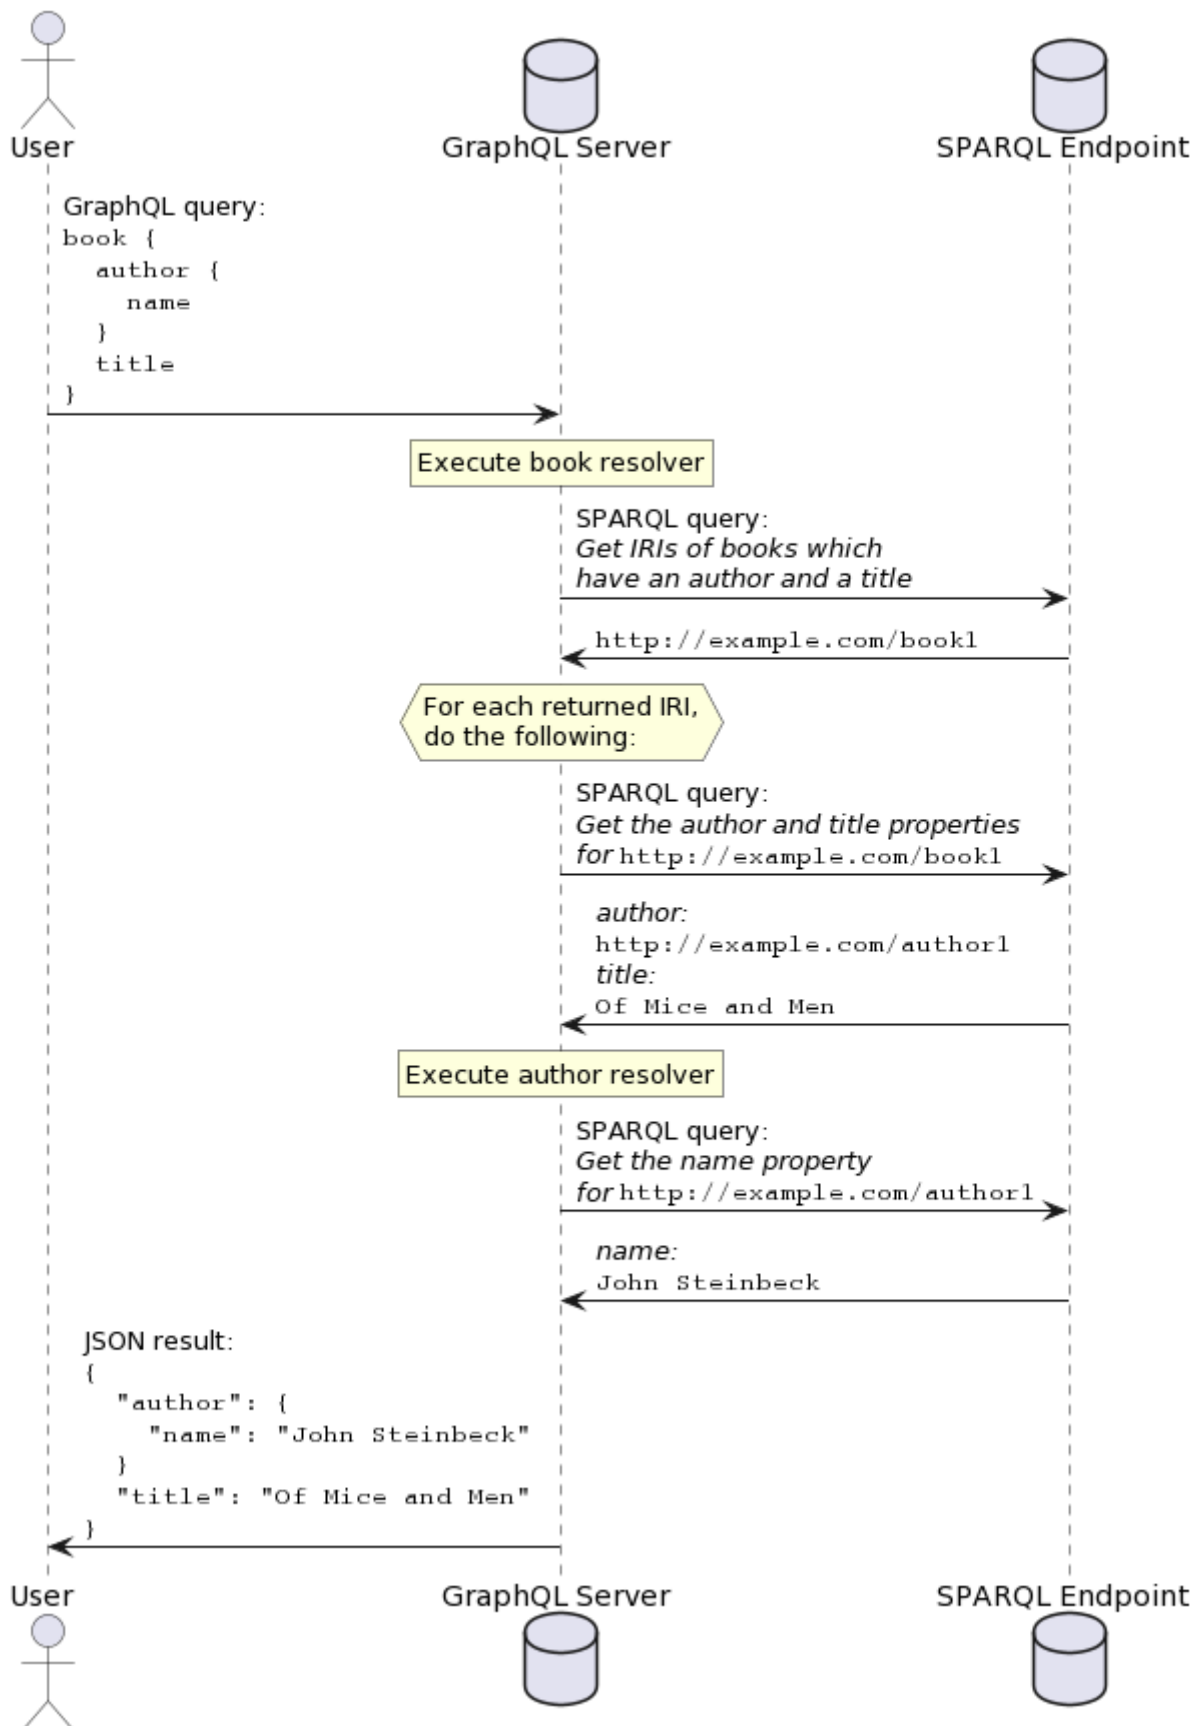 User
GraphQL Server
SPARQL Endpoint
GraphQL query:
book {
  author {
    name
  }
  title
}
Execute book resolver
SPARQL query:
Get IRIs of books which
have an author and a title
http://example.com/book1
For each returned IRI,
do the following:
SPARQL query:
Get the author and title properties
for http://example.com/book1
author:
http://example.com/author1
title:
Of Mice and Men
Execute author resolver
SPARQL query:
Get the name property
for http://example.com/author1
name:
John Steinbeck
JSON result:
{
  "author": {
    "name": "John Steinbeck"
  }
  "title": "Of Mice and Men"
}
User
GraphQL Server
SPARQL Endpoint